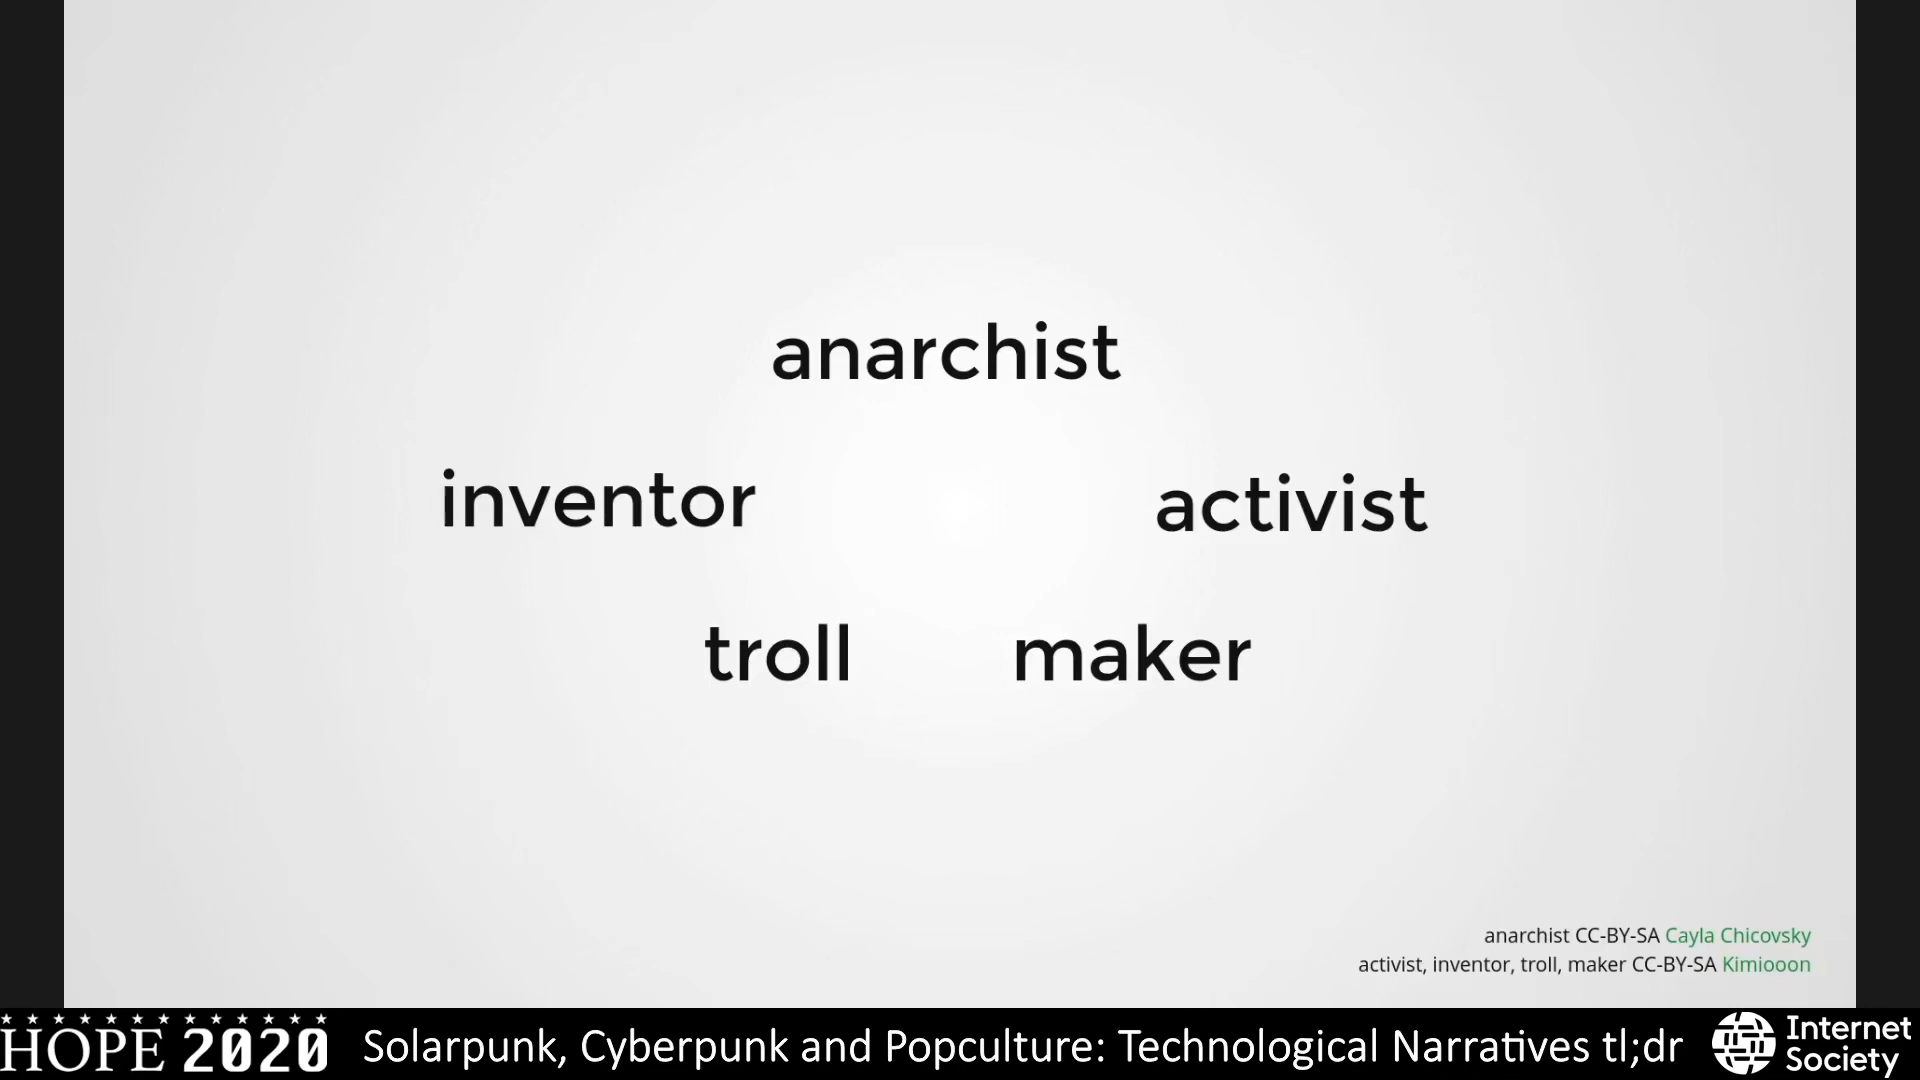 anarchist
inventor activist
troll maker
anarchist CC-BY-SA Cayla Chicovsky
activist, inventor, troll, maker CC-BY-SA Kimiooon
HOPE 2020 Solarpunk, Cyberpunk and Popculture: Technological Narratives tl;dr
Internet
Society